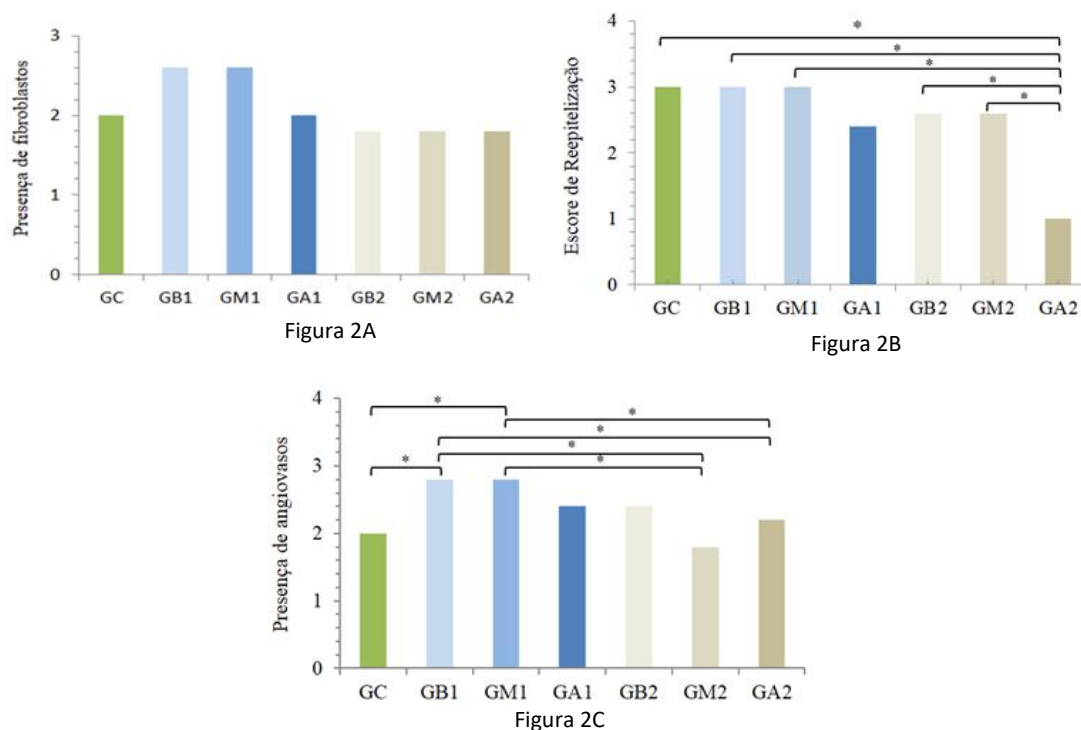 Presença de fibroblastos
3
2
1
0
GC GB1 GM1 GA1 GB2 GM2 GA2
Figura 2A
Escore de Reepitelização
4
3
2
1
0
*
*
*
*
*
GC GB1 GM1 GA1 GB2 GM2 GA2
Figura 2B
Presença de angiovasos
4
3
2
1
0
*
*
*
*
*
*
GC GB1 GM1 GA1 GB2 GM2 GA2
Figura 2C